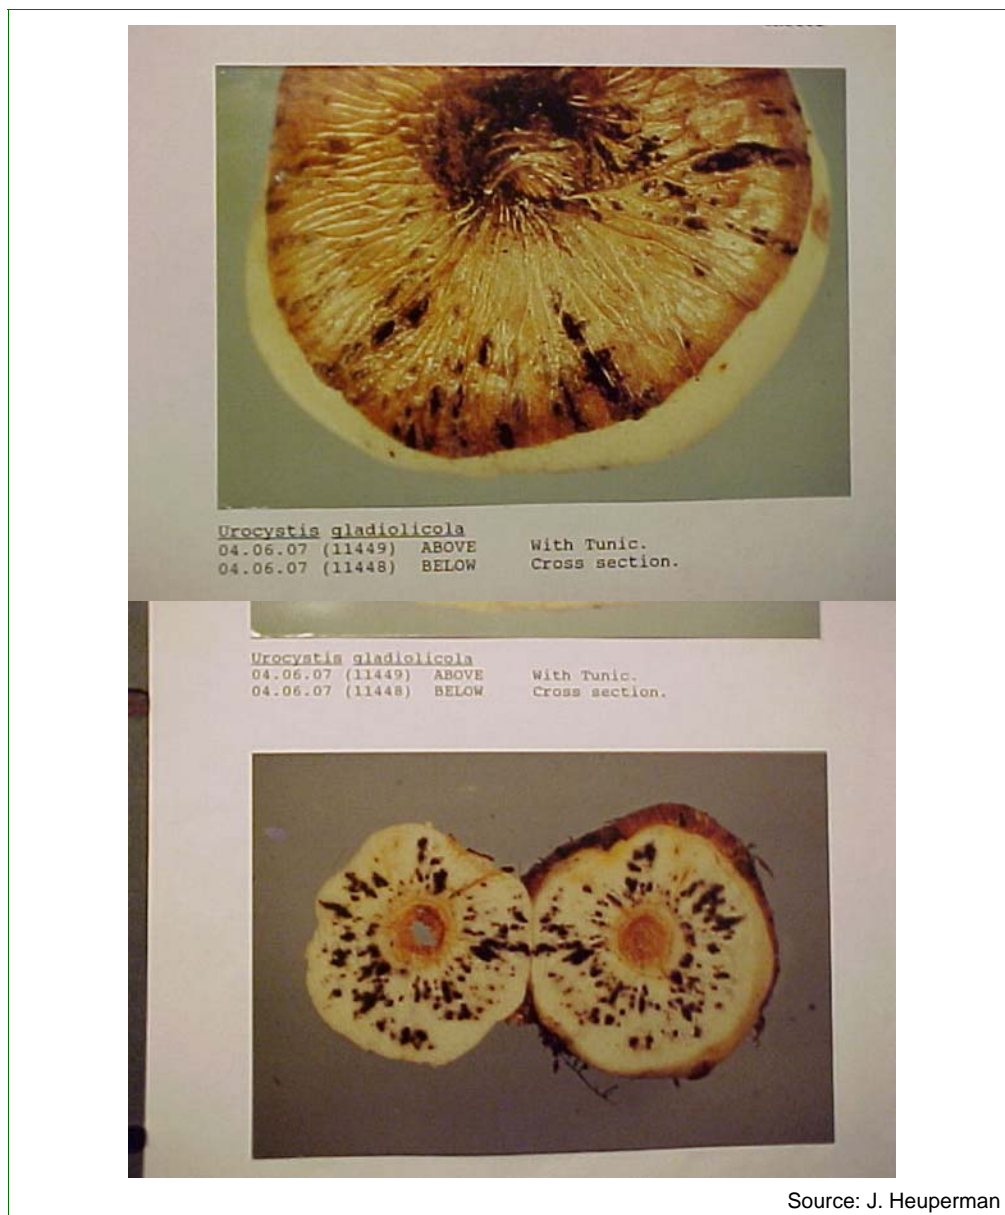 Urocystis gladiolicola
04.06.07 (11449) ABOVE With Tunic.
04.06.07 (11448) BELOW Cross section.
Urocystis gladiolicola
04.06.07 (11449) ABOVE With Tunic.
04.06.07 (11448) BELOW Cross section.
Source: J. Heuperman